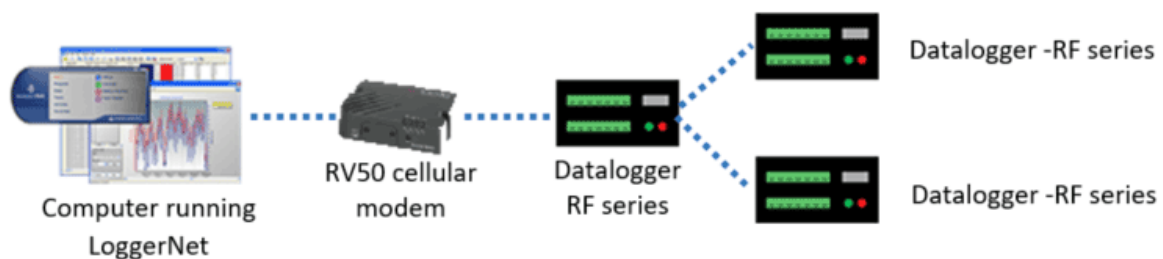 Computer running
LoggerNet
RV50 cellular
modem
Datalogger
RF series
Datalogger -RF series
Datalogger -RF series